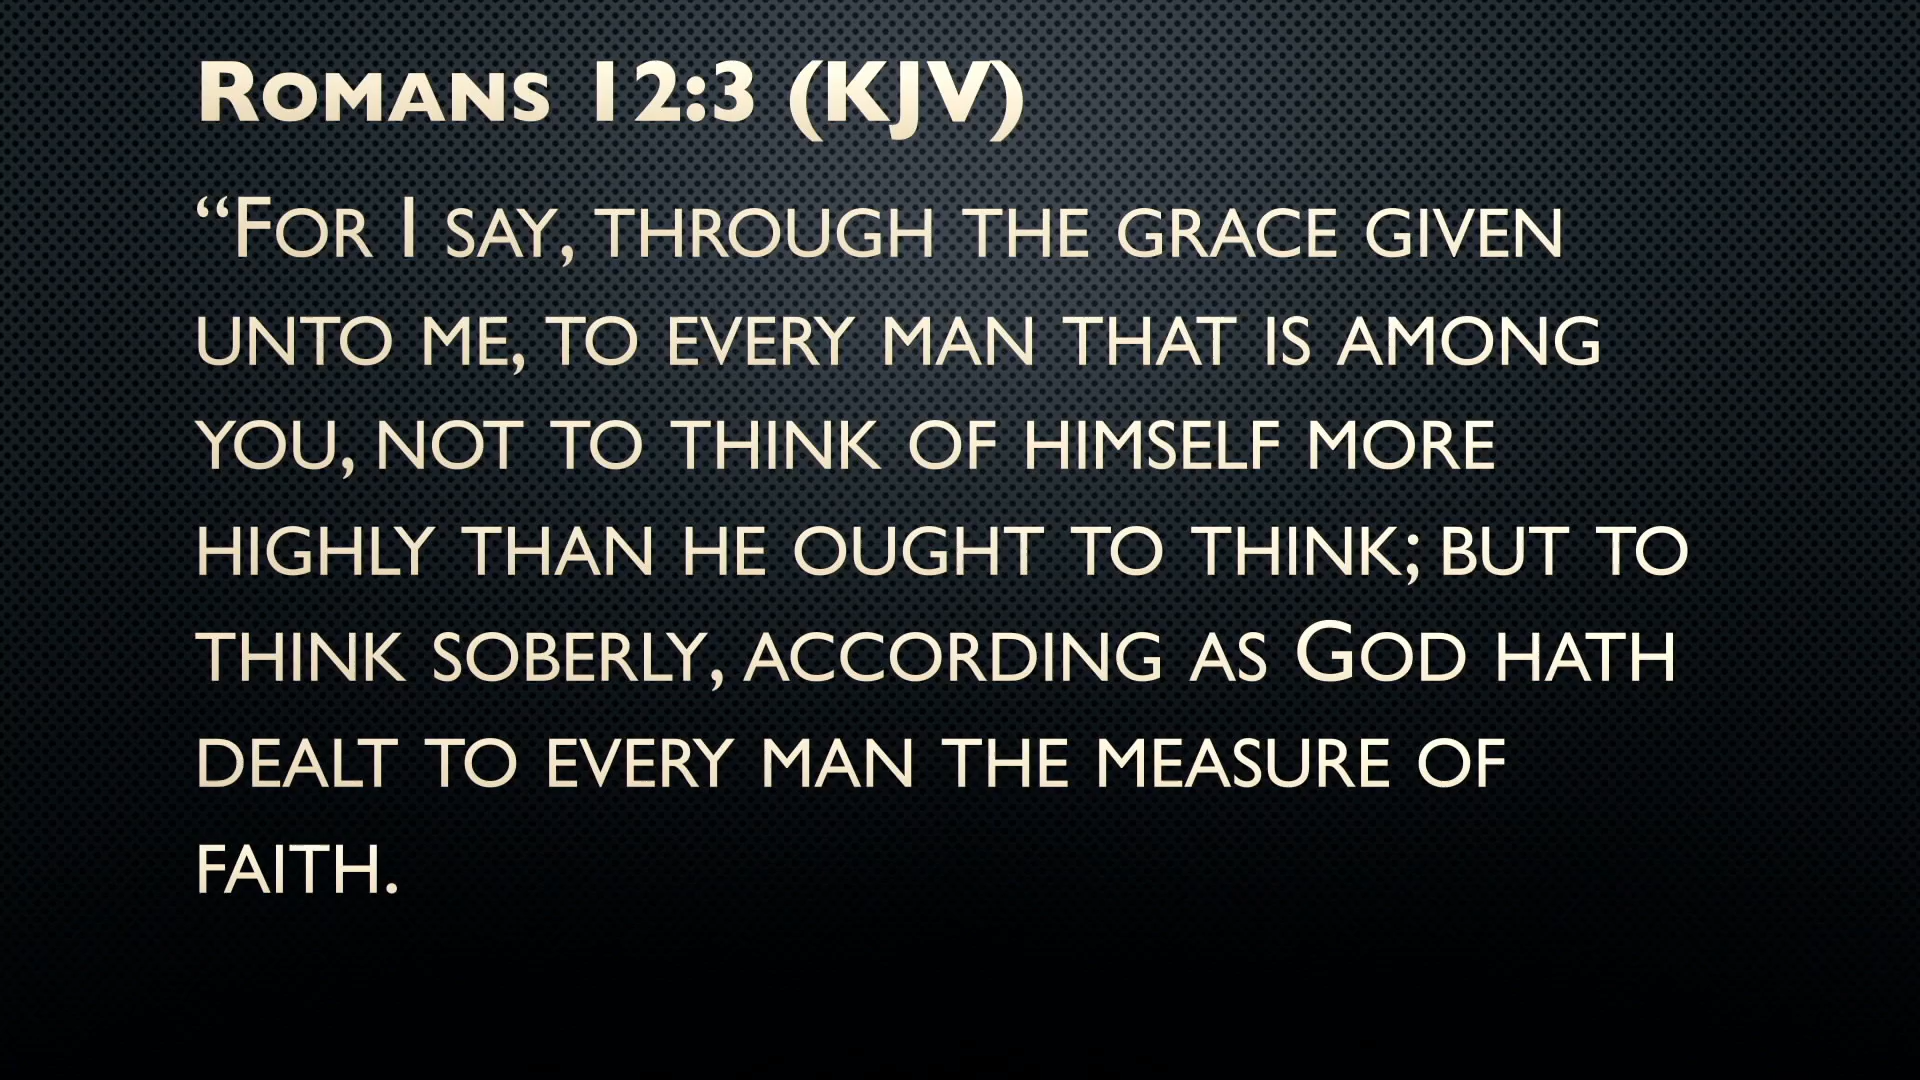 Romans 12:3 (KJV)
“For I say, through the grace given
unto me, to every man that is among
you, not to think of himself more
highly than he ought to think; but to
think soberly, according as God hath
dealt to every man the measure of
faith.